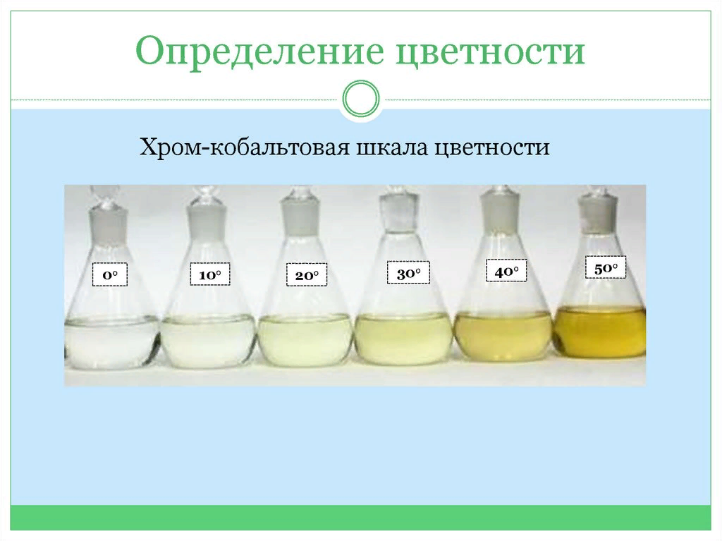 Определение цветности
Хром-кобальтовая шкала цветности
0° 10° 20° 30° 40° 50°